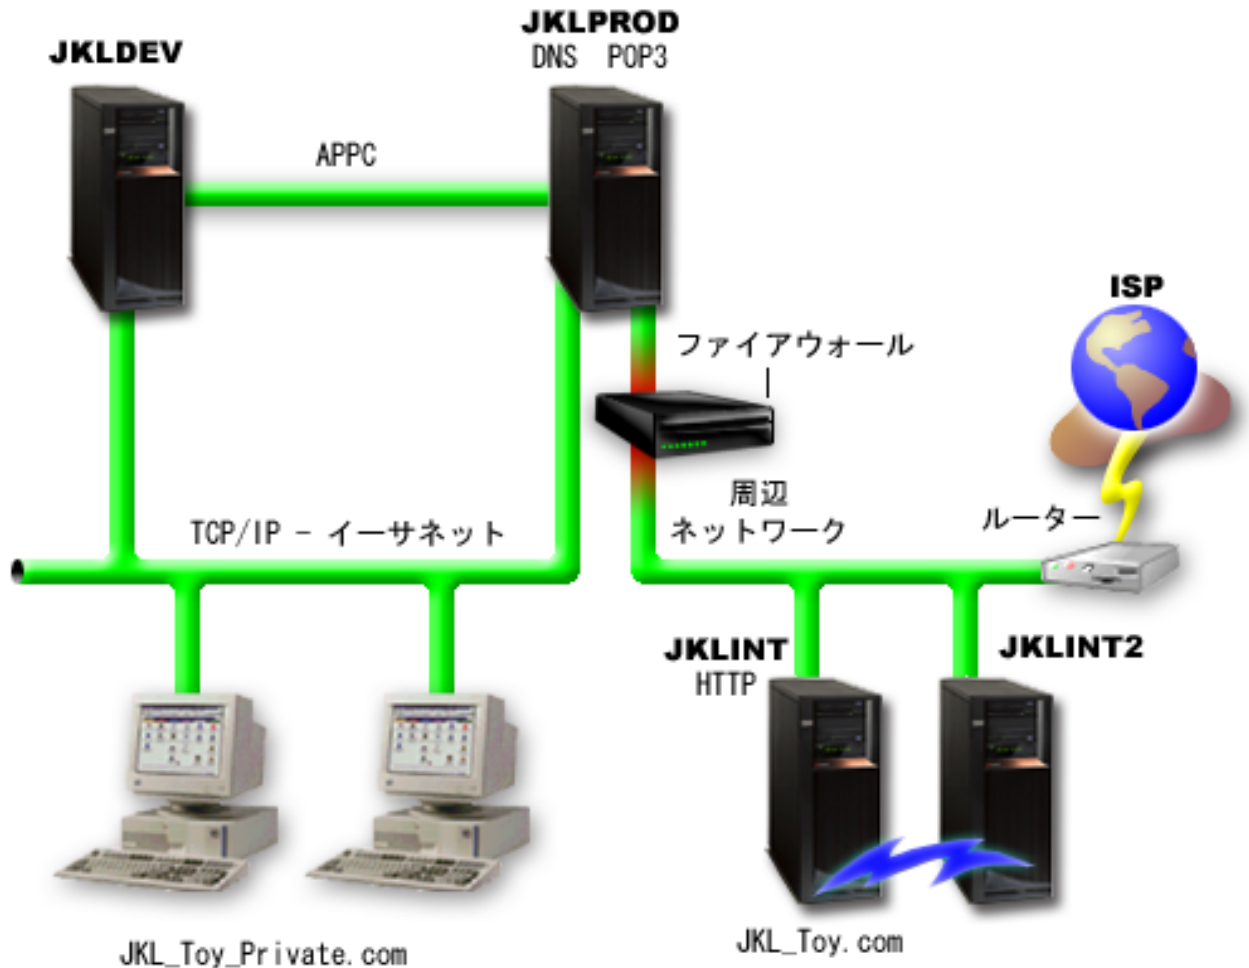 JKLPROD
DNS POP3
JKLDEV
APPC
ISP
ファイアウォール
周辺
ネットワーク
ルーター
TCP/IP - イーサネット
JKLINT
HTTP
JKLINT2
JKL_Toy_Private.com
JKL_Toy.com